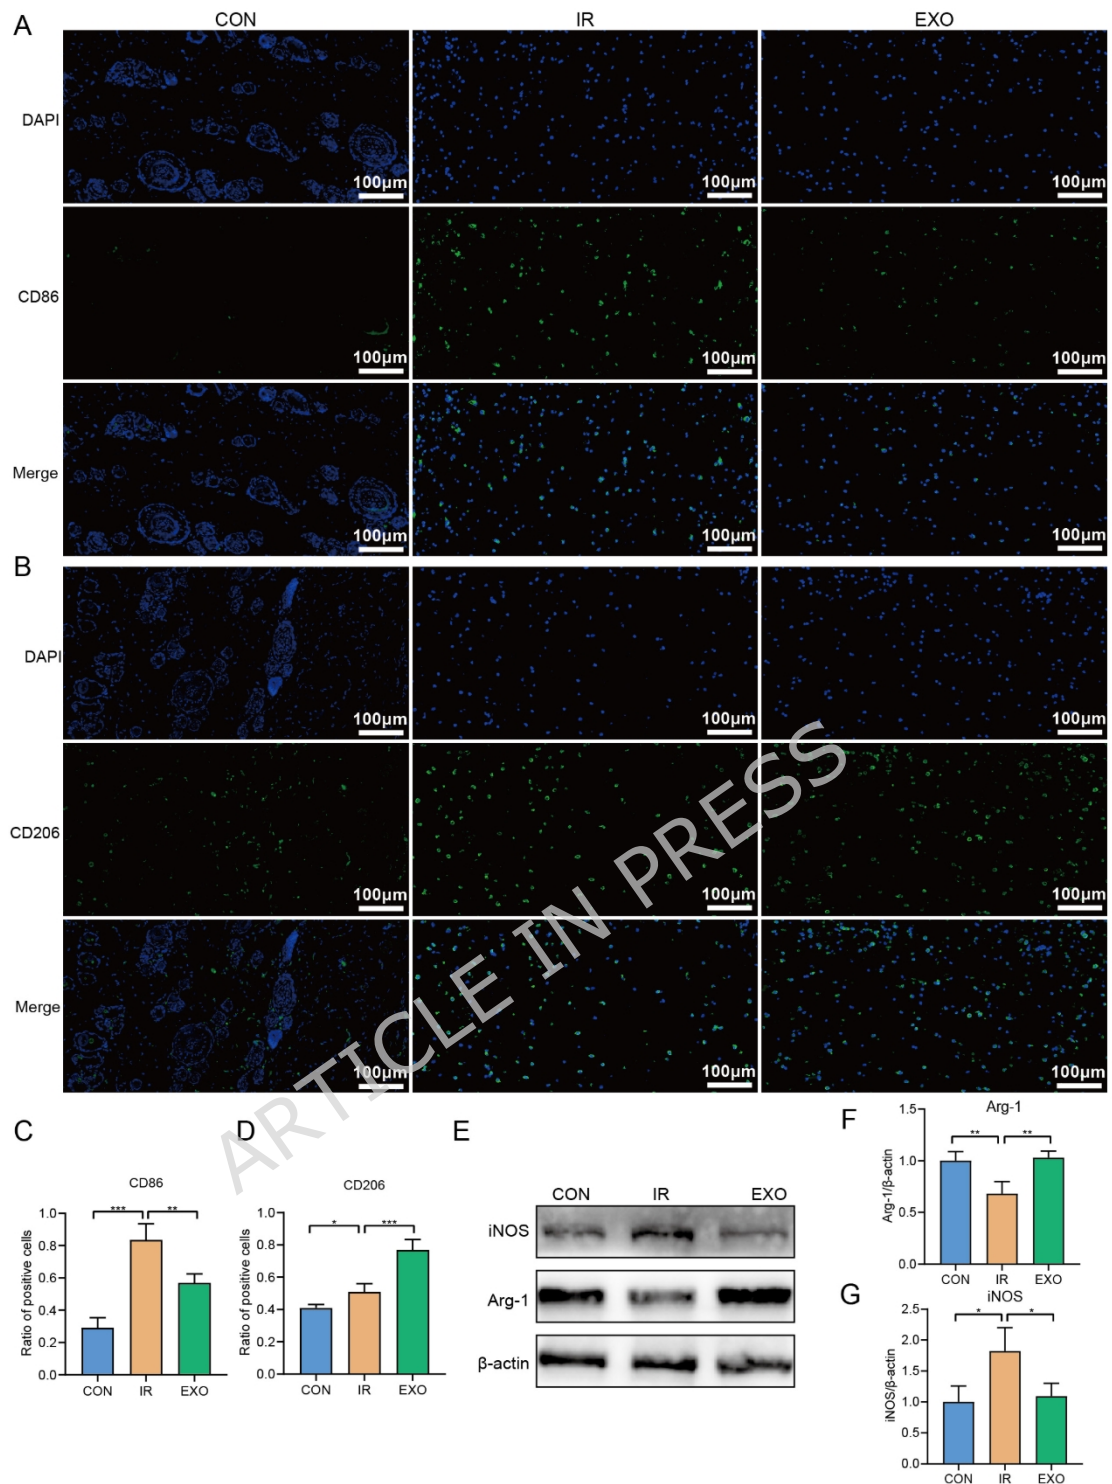 A
CON IR EXO
DAPI
100μm 100μm 100μm
CD86
100μm 100μm 100μm
Merge
100μm 100μm 100μm
B
DAPI
100μm 100μm 100μm
CD206
100μm 100μm 100μm
Merge
100μm 100μm 100μm
ARTICLE IN PRESS
C
CD86
Ratio of positive cells
1.0
0.8
0.6
0.4
0.2
0.0
*** **
CON IR EXO
D
CD206
Ratio of positive cells
1.0
0.8
0.6
0.4
0.2
0.0
* ***
CON IR EXO
E
CON IR EXO
iNOS
Arg-1
β-actin
F
Arg-1
Arg-1/β-actin
1.5
1.0
0.5
0.0
** **
CON IR EXO
G
iNOS
iNOS/β-actin
2.5
2.0
1.5
1.0
0.5
0.0
* *
CON IR EXO